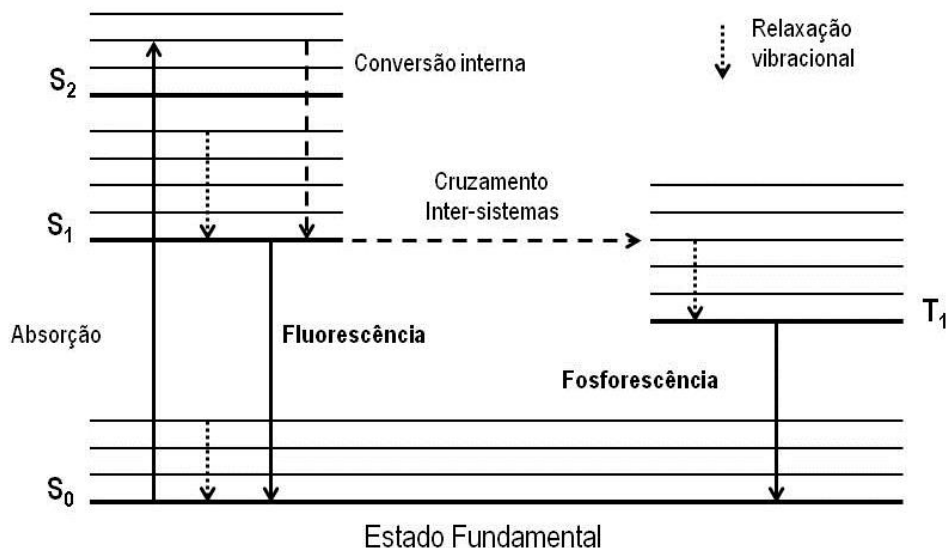 Relaxação
vibracional
Conversão interna
S2
Cruzamento
Inter-sistemas
S1
T1
Absorção
Fluorescência
Fosforescência
S0
Estado Fundamental